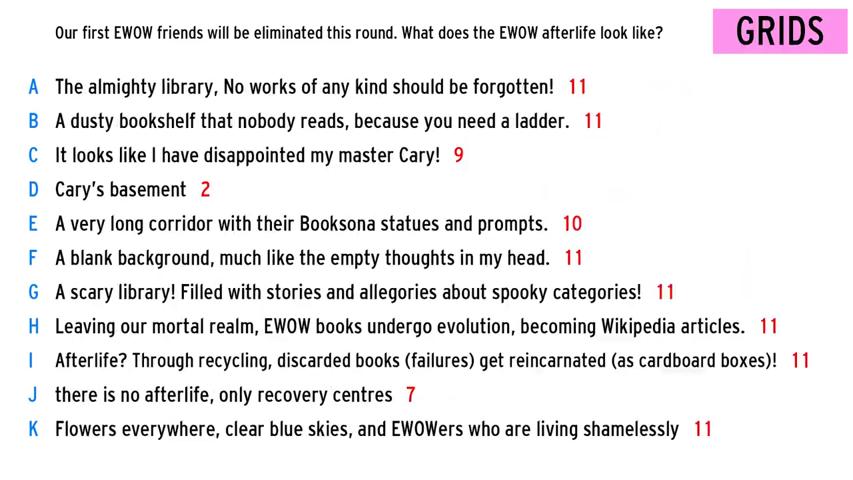 Our first EWOW friends will be eliminated this round. What does the EWOW afterlife look like?
GRIDS
A The almighty library, No works of any kind should be forgotten! 11
B A dusty bookshelf that nobody reads, because you need a ladder. 11
C It looks like I have disappointed my master Cary! 9
D Cary's basement 2
E A very long corridor with their Booksona statues and prompts. 10
F A blank background, much like the empty thoughts in my head. 11
G A scary library! Filled with stories and allegories about spooky categories! 11
H Leaving our mortal realm, EWOW books undergo evolution, becoming Wikipedia articles. 11
I Afterlife? Through recycling, discarded books (failures) get reincarnated (as cardboard boxes)! 11
J there is no afterlife, only recovery centres 7
K Flowers everywhere, clear blue skies, and EWOWers who are living shamelessly 11